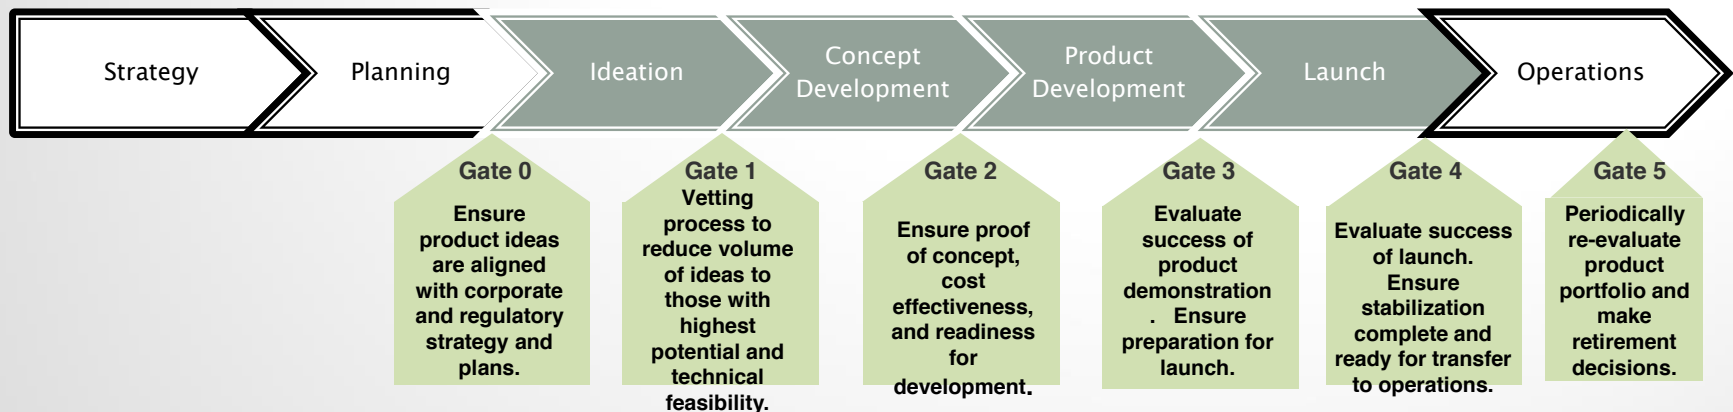 Strategy
Planning
Ideation
Concept
Development
Product
Development
Launch
Operations
Gate 0
Ensure
product ideas
are aligned
with corporate
and regulatory
strategy and
plans.
Gate 1
Vetting
process to
reduce volume
of ideas to
those with
highest
potential and
technical
feasibility.
Gate 2
Ensure proof
of concept,
cost
effectiveness,
and readiness
for
development.
Gate 3
Evaluate
success of
product
demonstration
. Ensure
preparation for
launch.
Gate 4
Evaluate success
of launch.
Ensure
stabilization
complete and
ready for transfer
to operations.
Gate 5
Periodically
re-evaluate
product
portfolio and
make
retirement
decisions.